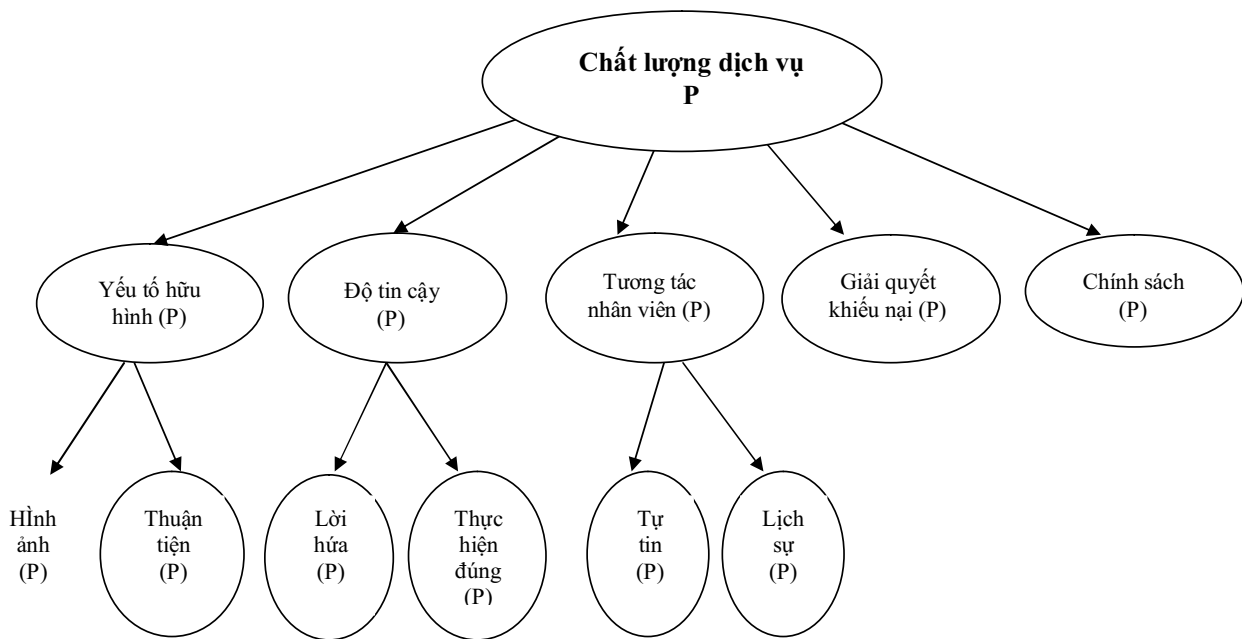 Chất lượng dịch vụ
P
Yếu tố hữu
hình (P)
Độ tin cậy
(P)
Tương tác
nhân viên (P)
Giải quyết
khiếu nại (P)
Chính sách
(P)
HÌnh
ảnh
(P)
Thuận
tiện
(P)
Lời
hứa
(P)
Thực
hiện
đúng
(P)
Tự
tin
(P)
Lịch
sự
(P)